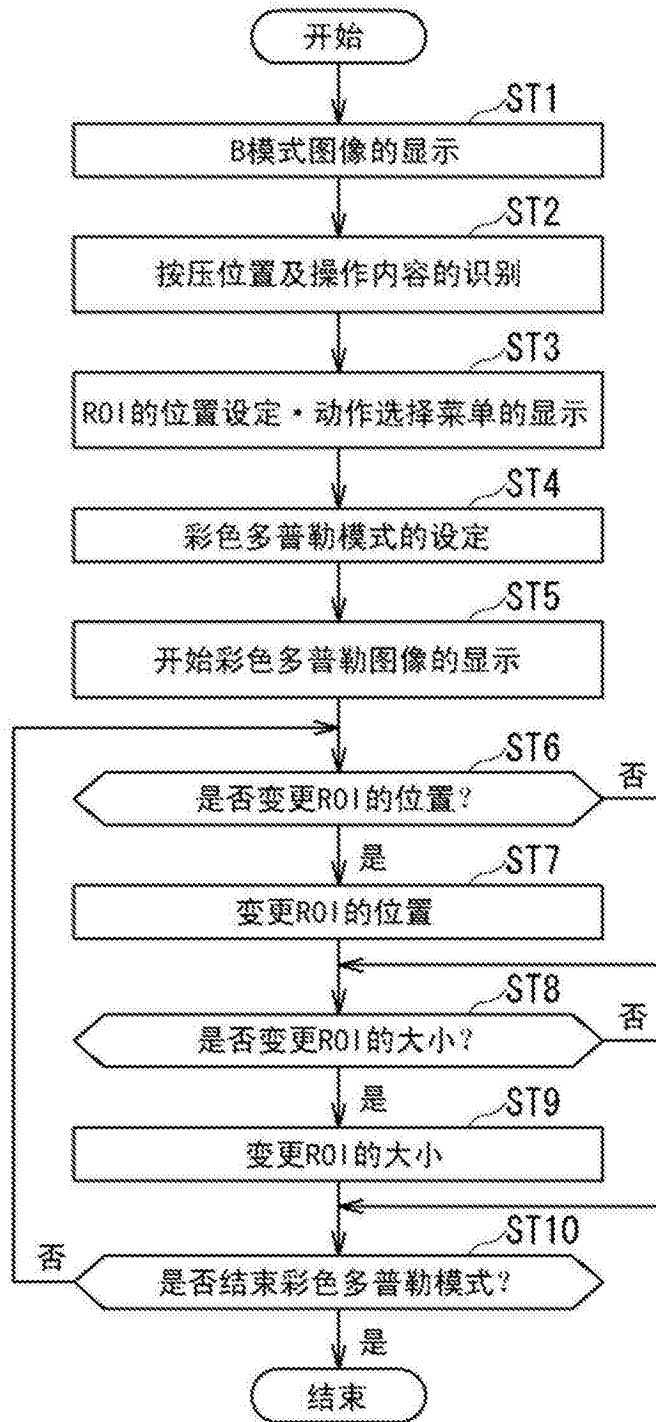 开始
ST1
B模式图像的显示
ST2
按压位置及操作内容的识别
ST3
ROI的位置设定・动作选择菜单的显示
ST4
彩色多普勒模式的设定
ST5
开始彩色多普勒图像的显示
ST6
是否变更ROI的位置?
否
是
ST7
变更ROI的位置
ST8
是否变更ROI的大小?
否
是
ST9
变更ROI的大小
ST10
否
是否结束彩色多普勒模式?
是
结束